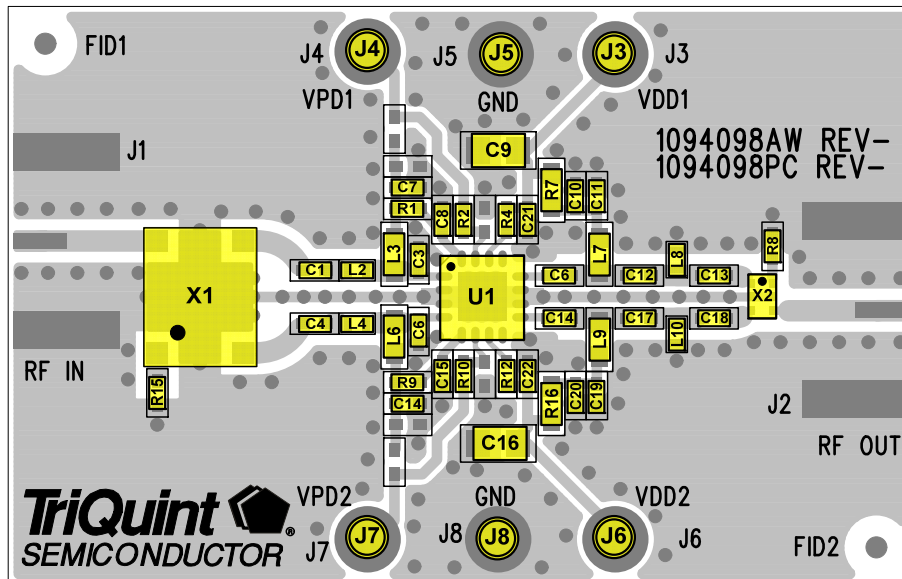 FID1
J4
J4
J5
J5
J3
J3
VPD1
GND
VDD1
J1
1094098AW REV-
1094098PC REV-
C9
C7
R1
C8
R2
R4
C21
R7
C10
C11
L3
C3
L7
L8
R8
C1
L2
C6
C12
C13
X1
U1
X2
C4
L4
L6
C6
C14
C17
C18
L9
L10
RF IN
R15
R9
C14
C15
R10
R12
C22
R16
C20
C19
J2
C16
RF OUT
TriQuint
SEMICONDUCTOR
®
VPD2
GND
VDD2
J7
J7
J8
J8
J6
J6
FID2